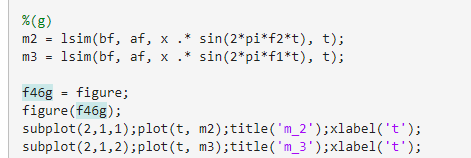 %(g)
m2 = lsim(bf, af, x .* sin(2*pi*f2*t), t);
m3 = lsim(bf, af, x .* sin(2*pi*f1*t), t);
f46g = figure;
figure(f46g);
subplot(2,1,1);plot(t, m2);title('m_2');xlabel('t');
subplot(2,1,2);plot(t, m3);title('m_3');xlabel('t');